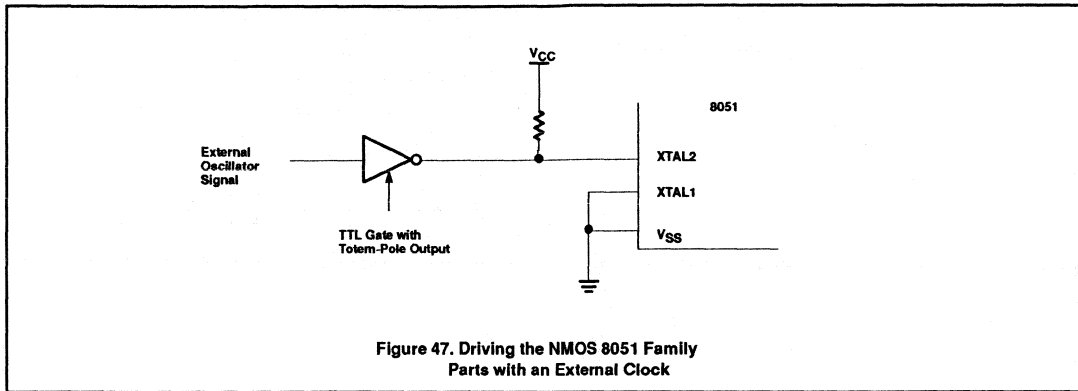 VCC
8051
External
Oscillator
Signal
XTAL2
XTAL1
VSS
TTL Gate with
Totem-Pole Output
Figure 47. Driving the NMOS 8051 Family
Parts with an External Clock